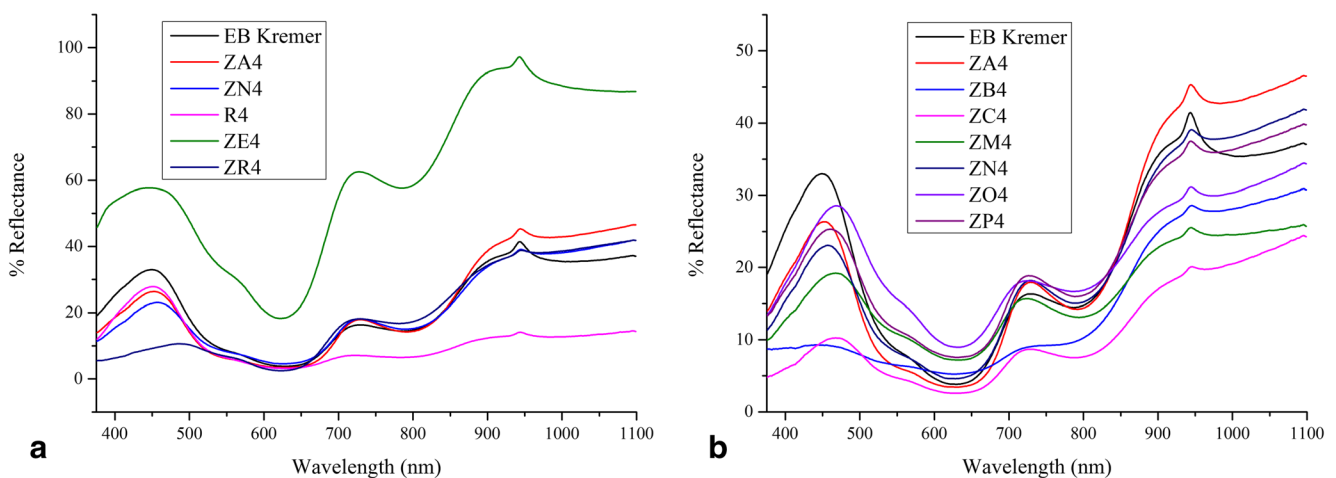 100
80
60
40
20
0
% Reflectance
EB Kremer
ZA4
ZN4
R4
ZE4
ZR4
400 500 600 700 800 900 1000 1100
Wavelength (nm)
a
50
40
30
20
10
0
% Reflectance
EB Kremer
ZA4
ZB4
ZC4
ZM4
ZN4
ZO4
ZP4
400 500 600 700 800 900 1000 1100
Wavelength (nm)
b